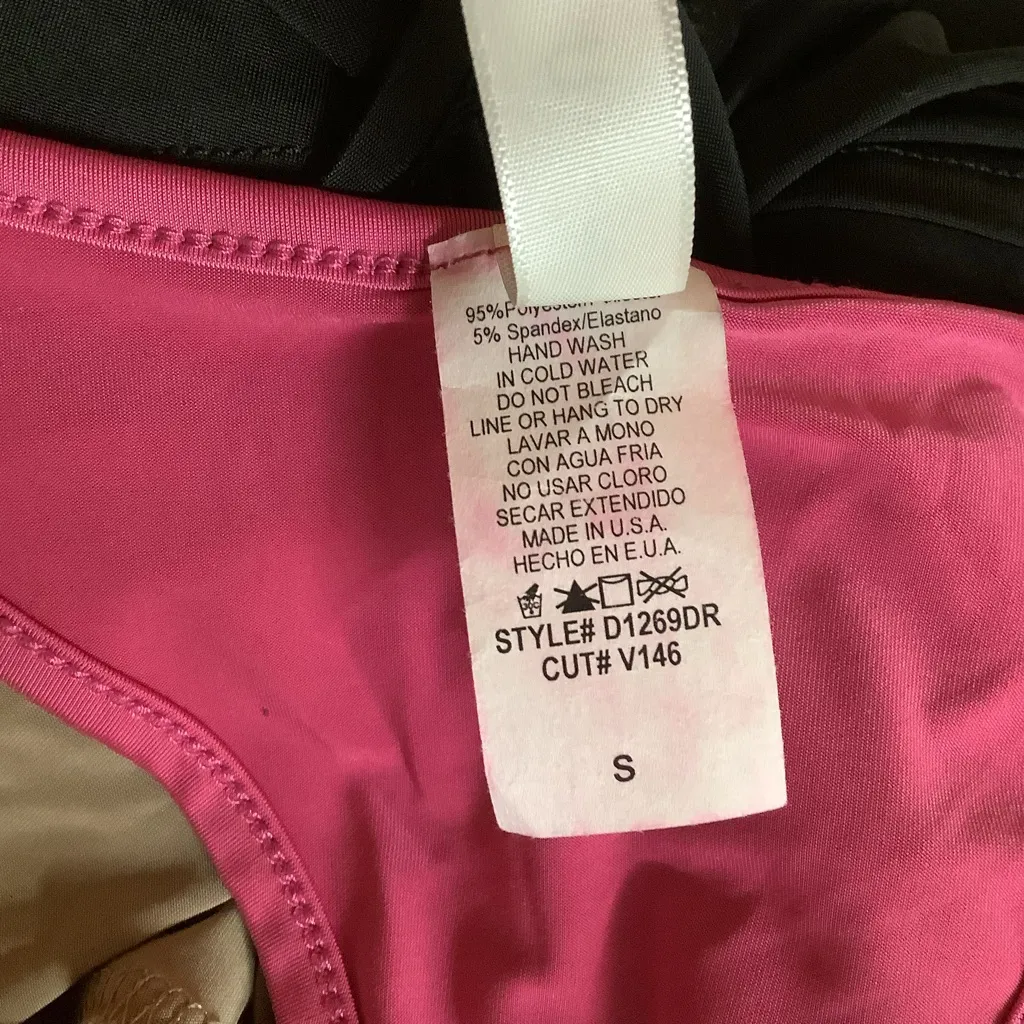 95%
5% Spandex/Elastano
HAND WASH
IN COLD WATER
DO NOT BLEACH
LINE OR HANG TO DRY
LAVAR A MONO
CON AGUA FRIA
NO USAR CLORO
SECAR EXTENDIDO
MADE IN U.S.A.
HECHO EN E.U.A.
STYLE# D1269DR
CUT# V146
S